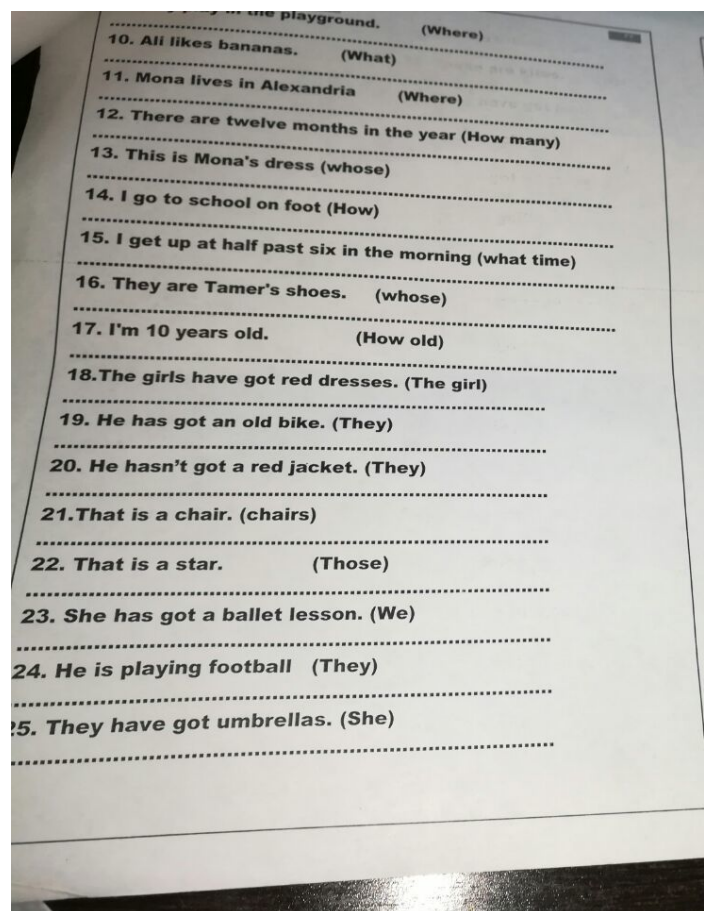 play in the playground. (Where)
10. Ali likes bananas. (What)
11. Mona lives in Alexandria (Where)
12. There are twelve months in the year (How many)
13. This is Mona's dress (whose)
14. I go to school on foot (How)
15. I get up at half past six in the morning (what time)
16. They are Tamer's shoes. (whose)
17. I'm 10 years old. (How old)
18.The girls have got red dresses. (The girl)
19. He has got an old bike. (They)
20. He hasn't got a red jacket. (They)
21.That is a chair. (chairs)
22. That is a star. (Those)
23. She has got a ballet lesson. (We)
24. He is playing football (They)
25. They have got umbrellas. (She)